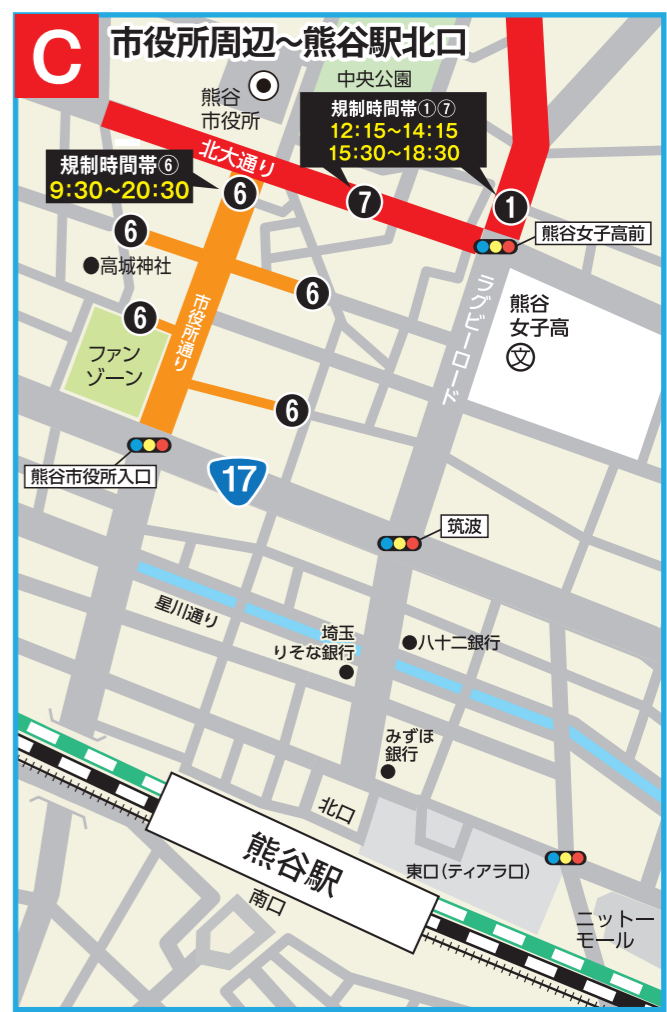 C
市役所周辺～熊谷駅北口
中央公園
熊谷
市役所
規制時間帯①⑦
12:15～14:15
15:30～18:30
北大通り
規制時間帯⑥
9:30～20:30
6
7
1
熊谷女子高前
6
高城神社
6
ラグビーロード
熊谷
女子高
文
市役所通り
6
ファン
ゾーン
6
熊谷市役所入口
17
筑波
星川通り
埼玉
りそな銀行
八十二銀行
みずほ
銀行
北口
熊谷駅
東口(ティアラ口)
南口
ニットー
モール